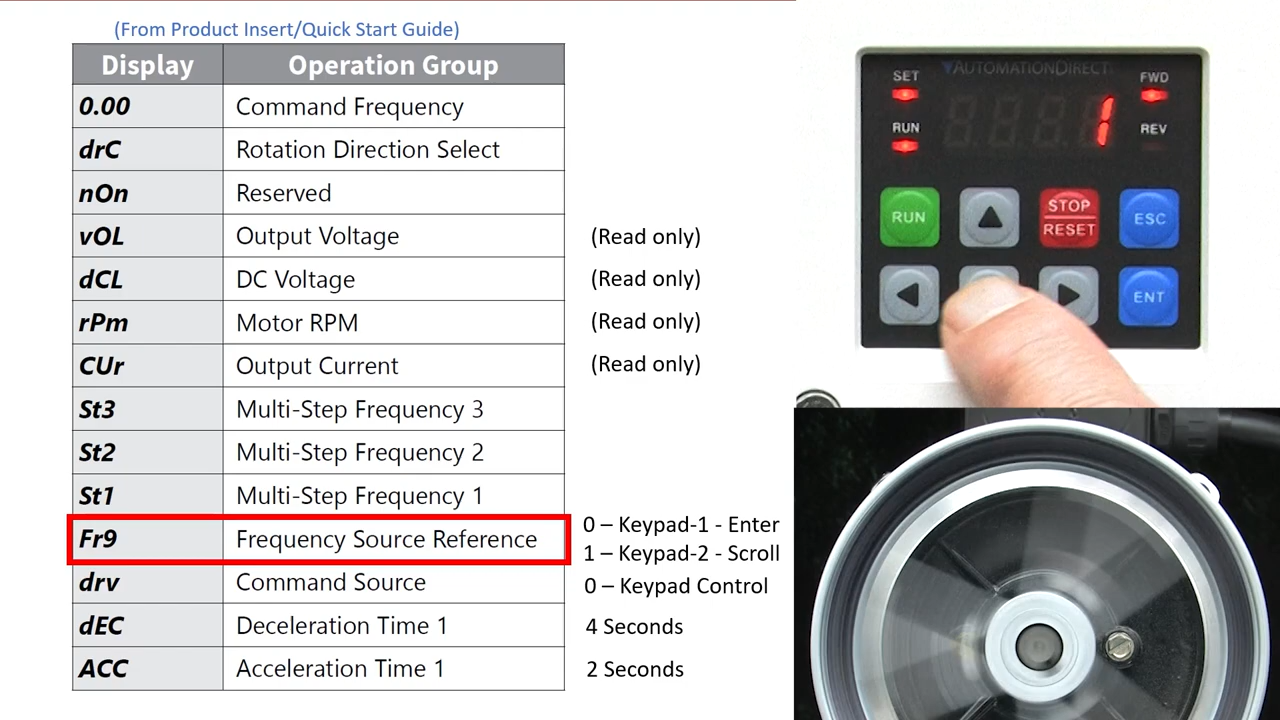 (From Product Insert/Quick Start Guide)
Display Operation Group
0.00 Command Frequency
drC Rotation Direction Select
nOn Reserved
vOL Output Voltage (Read only)
dCL DC Voltage (Read only)
rPm Motor RPM (Read only)
CUr Output Current (Read only)
St3 Multi-Step Frequency 3
St2 Multi-Step Frequency 2
St1 Multi-Step Frequency 1
Fr9 Frequency Source Reference
0 – Keypad-1 - Enter
1 – Keypad-2 - Scroll
drv Command Source 0 – Keypad Control
dEC Deceleration Time 1 4 Seconds
ACC Acceleration Time 1 2 Seconds
AUTOMATIONDIRECT
SET FWD
1
RUN REV
RUN STOP RESET ESC
ENT